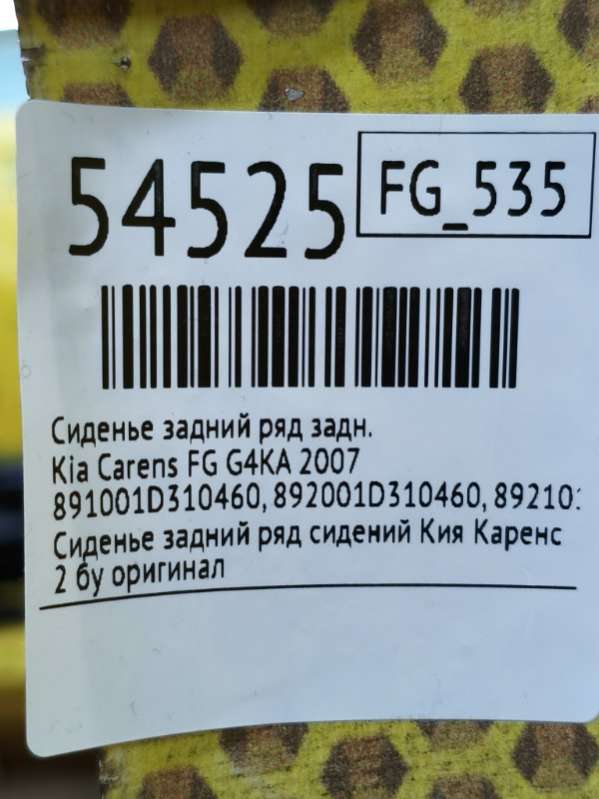 54525
FG_535
Сиденье задний ряд задн.
Kia Carens FG G4KA 2007
891001D310460, 892001D310460, 89210
Сиденье задний ряд сидений Кия Каренс
2 бу оригинал